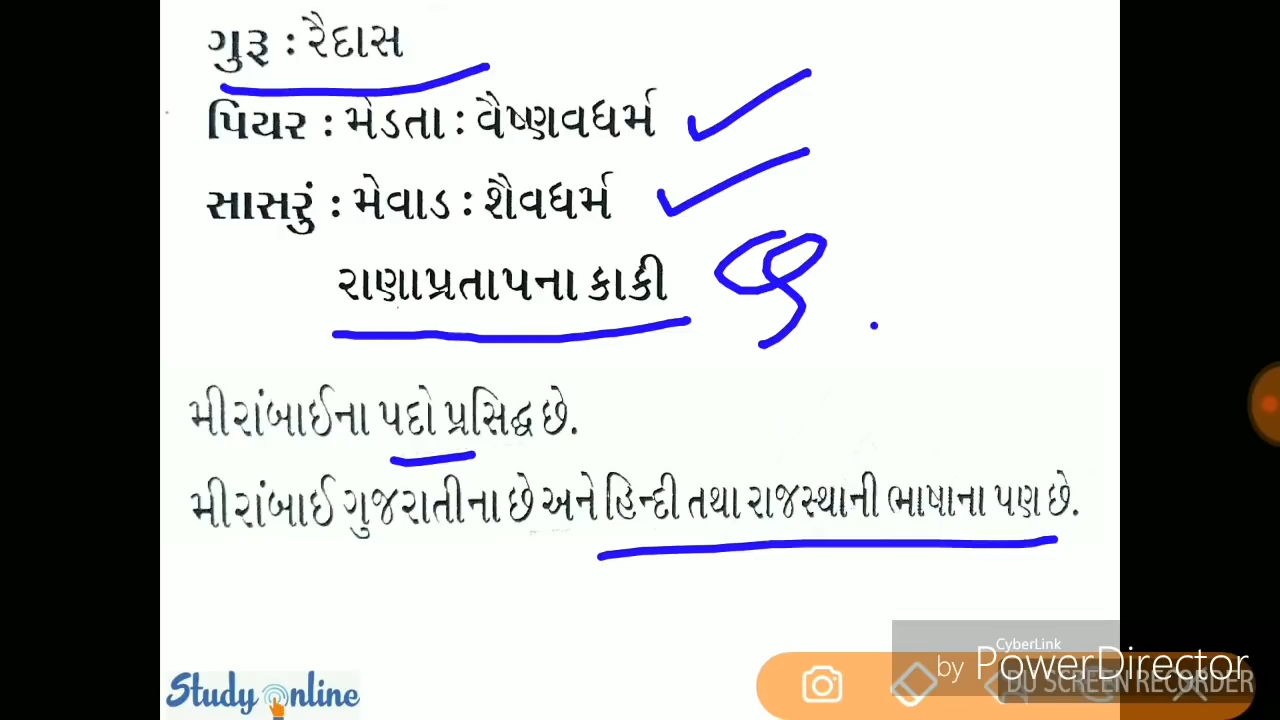 ગુરૂ : રૈદાસ
પિયર : મેડતા : વૈષ્ણવધર્મ
સાસરું : મેવાડ : શૈવધર્મ
રાણાપ્રતાપના કાકી
મીરાંબાઈના પદો પ્રસિદ્ધ છે.
મીરાંબાઈ ગુજરાતીના છે અને હિન્દી તથા રાજસ્થાની ભાષાના પણ છે.
CyberLink
by PowerDirector
DU SCREEN RECORDER
Study Online